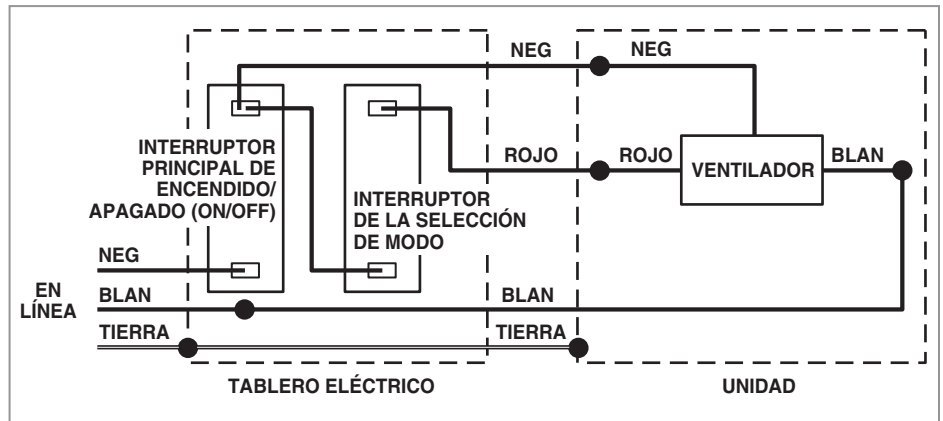 NEG
NEG
INTERRUPTOR
PRINCIPAL DE
ENCENDIDO/
APAGADO (ON/OFF)
ROJO
ROJO
VENTILADOR
BLAN
INTERRUPTOR
DE LA SELECCIÓN
DE MODO
EN
LÍNEA
NEG
BLAN
BLAN
TIERRA
TIERRA
TABLERO ELÉCTRICO
UNIDAD